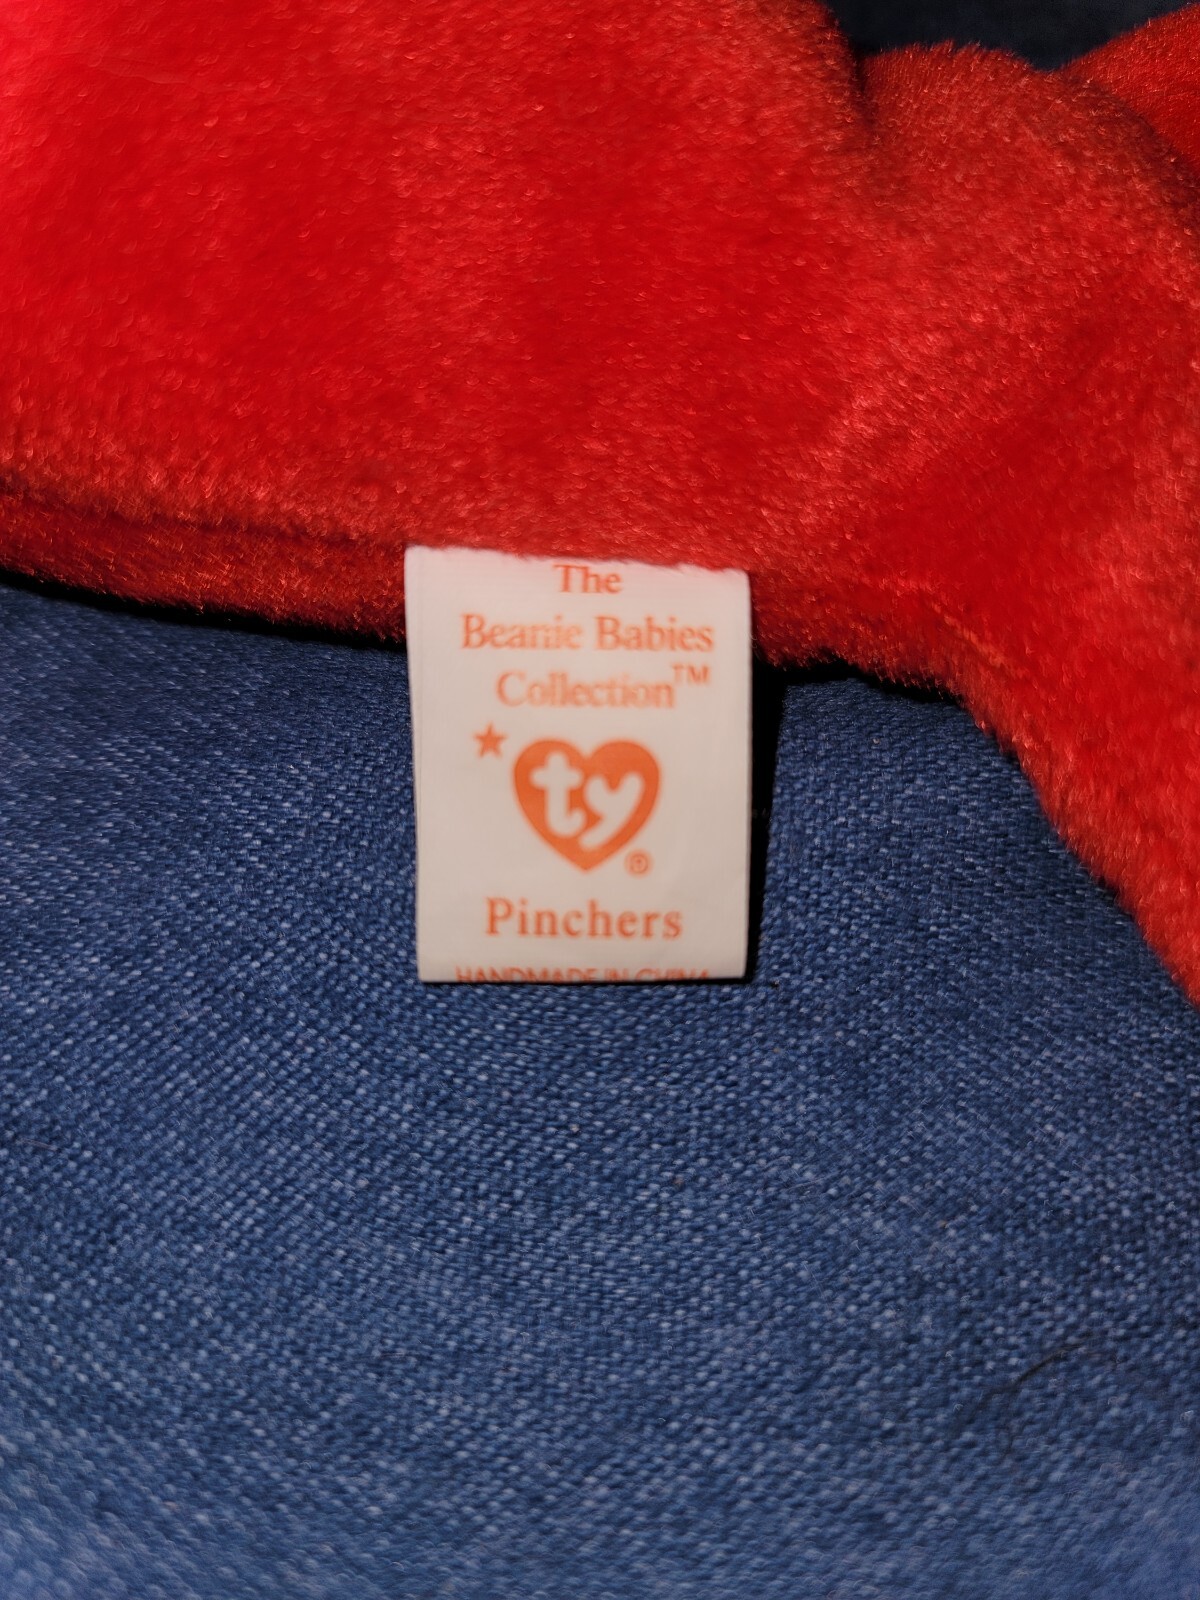 The
Beanie Babies
Collection™
ty®
Pinchers
HANDMADE IN CHINA